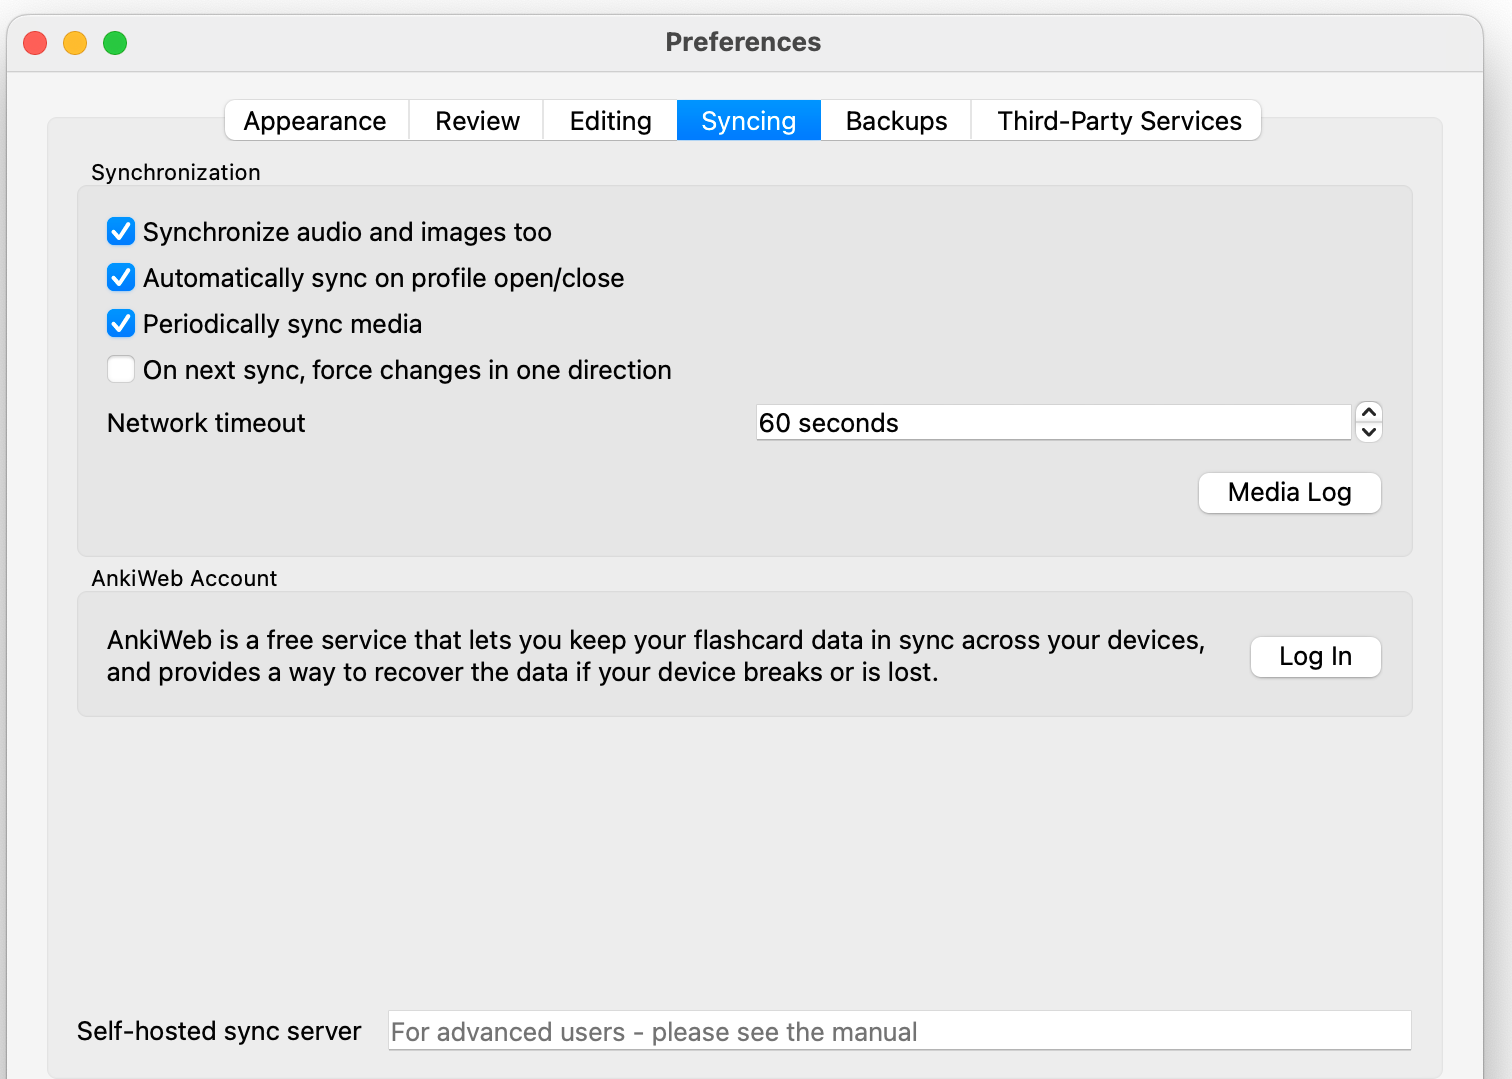 Preferences
Appearance
Review
Editing
Syncing
Backups
Third-Party Services
Synchronization
Synchronize audio and images too
Automatically sync on profile open/close
Periodically sync media
On next sync, force changes in one direction
Network timeout
60 seconds
Media Log
AnkiWeb Account
AnkiWeb is a free service that lets you keep your flashcard data in sync across your devices,
and provides a way to recover the data if your device breaks or is lost.
Log In
Self-hosted sync server
For advanced users - please see the manual